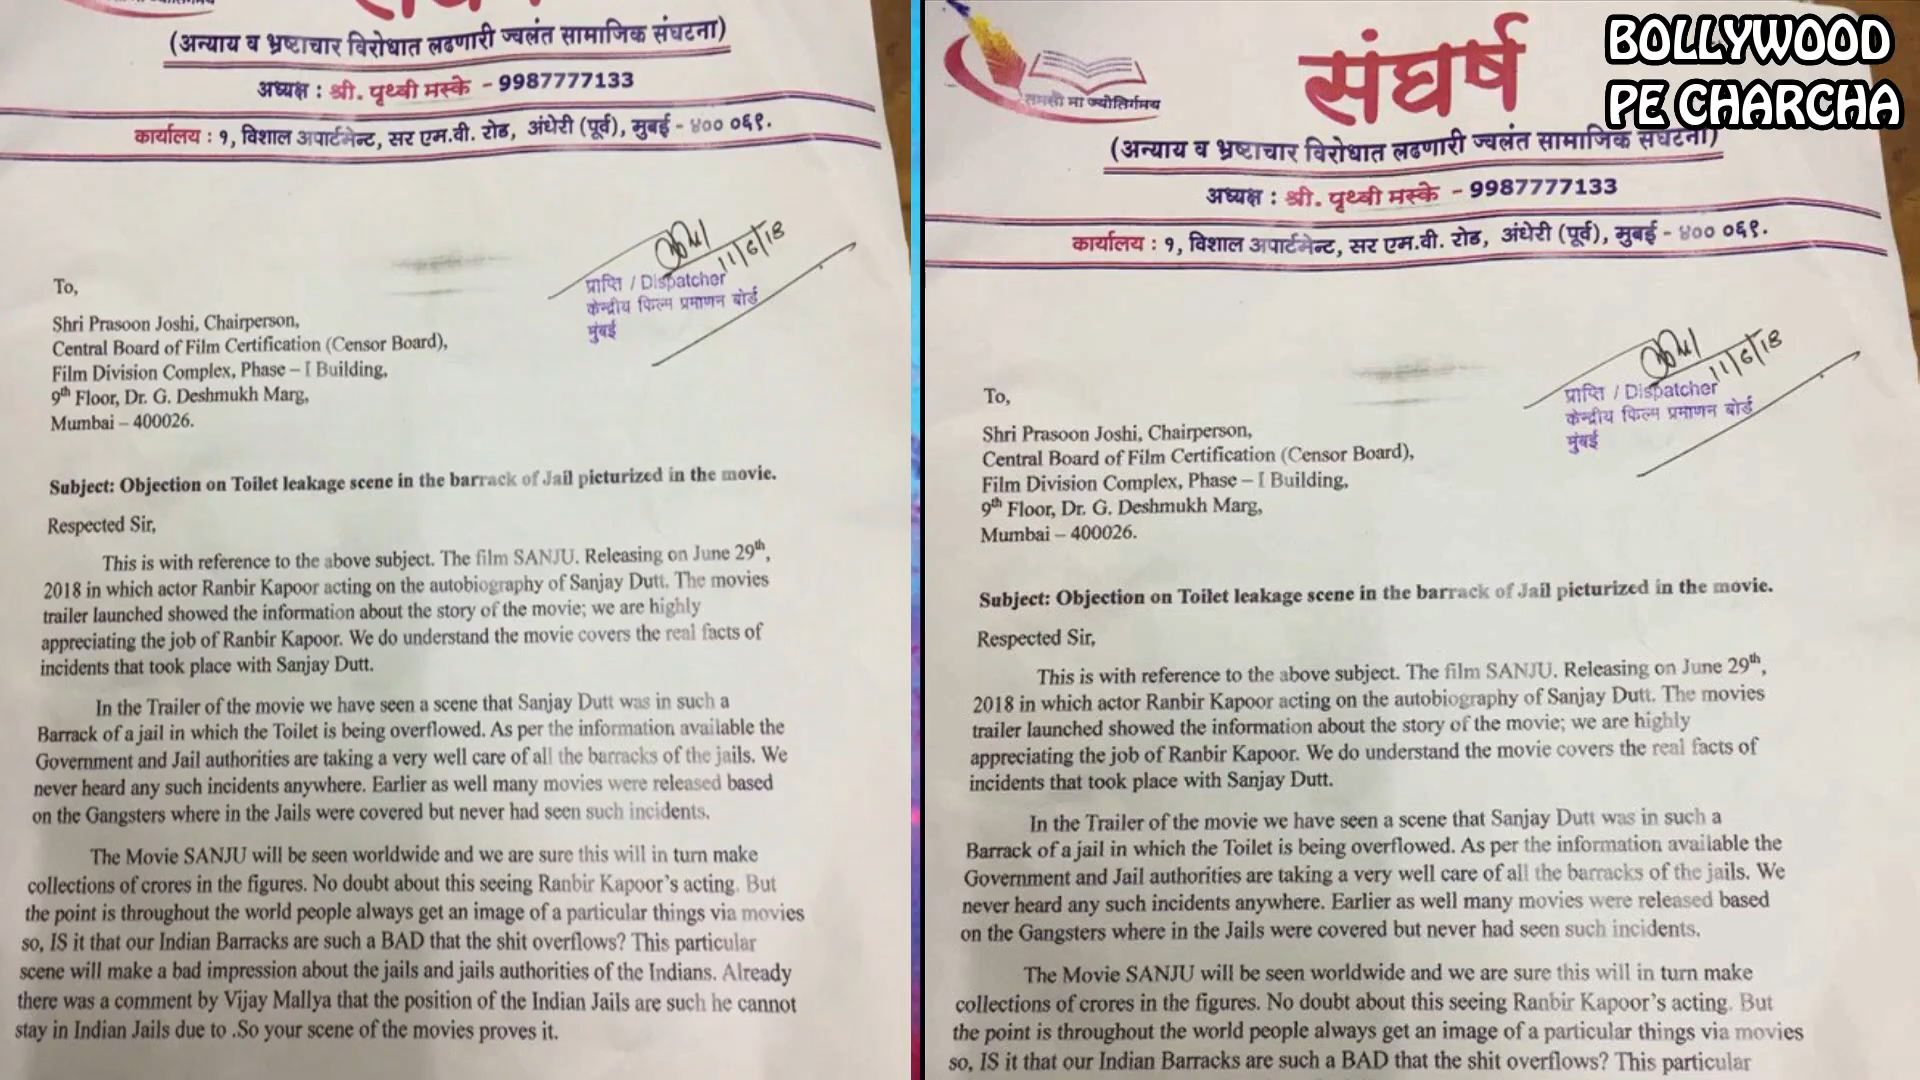 (अन्याय व भ्रष्टाचार विरोधात लढणारी ज्वलंत सामाजिक संघटना)
अध्यक्ष : श्री. पृथ्वी मस्के - 9987777133
कार्यालय : १, विशाल अपार्टमेन्ट, सर एम.वी. रोड, अंधेरी (पूर्व), मुबई - ४०० ०६९.
11/6/18
प्राप्ति / Dispatcher
केन्द्रीय फिल्म प्रमाणन बोर्ड
मुंबई
To,
Shri Prasoon Joshi, Chairperson,
Central Board of Film Certification (Censor Board),
Film Division Complex, Phase – I Building,
9th Floor, Dr. G. Deshmukh Marg,
Mumbai – 400026.
Subject: Objection on Toilet leakage scene in the barrack of Jail picturized in the movie.
Respected Sir,
This is with reference to the above subject. The film SANJU. Releasing on June 29th,
2018 in which actor Ranbir Kapoor acting on the autobiography of Sanjay Dutt. The movies
trailer launched showed the information about the story of the movie; we are highly
appreciating the job of Ranbir Kapoor. We do understand the movie covers the real facts of
incidents that took place with Sanjay Dutt.
In the Trailer of the movie we have seen a scene that Sanjay Dutt was in such a
Barrack of a jail in which the Toilet is being overflowed. As per the information available the
Government and Jail authorities are taking a very well care of all the barracks of the jails. We
never heard any such incidents anywhere. Earlier as well many movies were released based
on the Gangsters where in the Jails were covered but never had seen such incidents.
The Movie SANJU will be seen worldwide and we are sure this will in turn make
collections of crores in the figures. No doubt about this seeing Ranbir Kapoor's acting. But
the point is throughout the world people always get an image of a particular things via movies
so, IS it that our Indian Barracks are such a BAD that the shit overflows? This particular
scene will make a bad impression about the jails and jails authorities of the Indians. Already
there was a comment by Vijay Mallya that the position of the Indian Jails are such he cannot
stay in Indian Jails due to .So your scene of the movies proves it.
BOLLYWOOD
PE CHARCHA
तमसो मा ज्योतिर्गमय
संघर्ष
(अन्याय व भ्रष्टाचार विरोधात लढणारी ज्वलंत सामाजिक संघटना)
अध्यक्ष : श्री. पृथ्वी मस्के - 9987777133
कार्यालय : १, विशाल अपार्टमेन्ट, सर एम.वी. रोड, अंधेरी (पूर्व), मुबई - ४०० ०६९.
11/6/18
प्राप्ति / Dispatcher
केन्द्रीय फिल्म प्रमाणन बोर्ड
मुंबई
To,
Shri Prasoon Joshi, Chairperson,
Central Board of Film Certification (Censor Board),
Film Division Complex, Phase – I Building,
9th Floor, Dr. G. Deshmukh Marg,
Mumbai – 400026.
Subject: Objection on Toilet leakage scene in the barrack of Jail picturized in the movie.
Respected Sir,
This is with reference to the above subject. The film SANJU. Releasing on June 29th,
2018 in which actor Ranbir Kapoor acting on the autobiography of Sanjay Dutt. The movies
trailer launched showed the information about the story of the movie; we are highly
appreciating the job of Ranbir Kapoor. We do understand the movie covers the real facts of
incidents that took place with Sanjay Dutt.
In the Trailer of the movie we have seen a scene that Sanjay Dutt was in such a
Barrack of a jail in which the Toilet is being overflowed. As per the information available the
Government and Jail authorities are taking a very well care of all the barracks of the jails. We
never heard any such incidents anywhere. Earlier as well many movies were released based
on the Gangsters where in the Jails were covered but never had seen such incidents.
The Movie SANJU will be seen worldwide and we are sure this will in turn make
collections of crores in the figures. No doubt about this seeing Ranbir Kapoor's acting. But
the point is throughout the world people always get an image of a particular things via movies
so, IS it that our Indian Barracks are such a BAD that the shit overflows? This particular